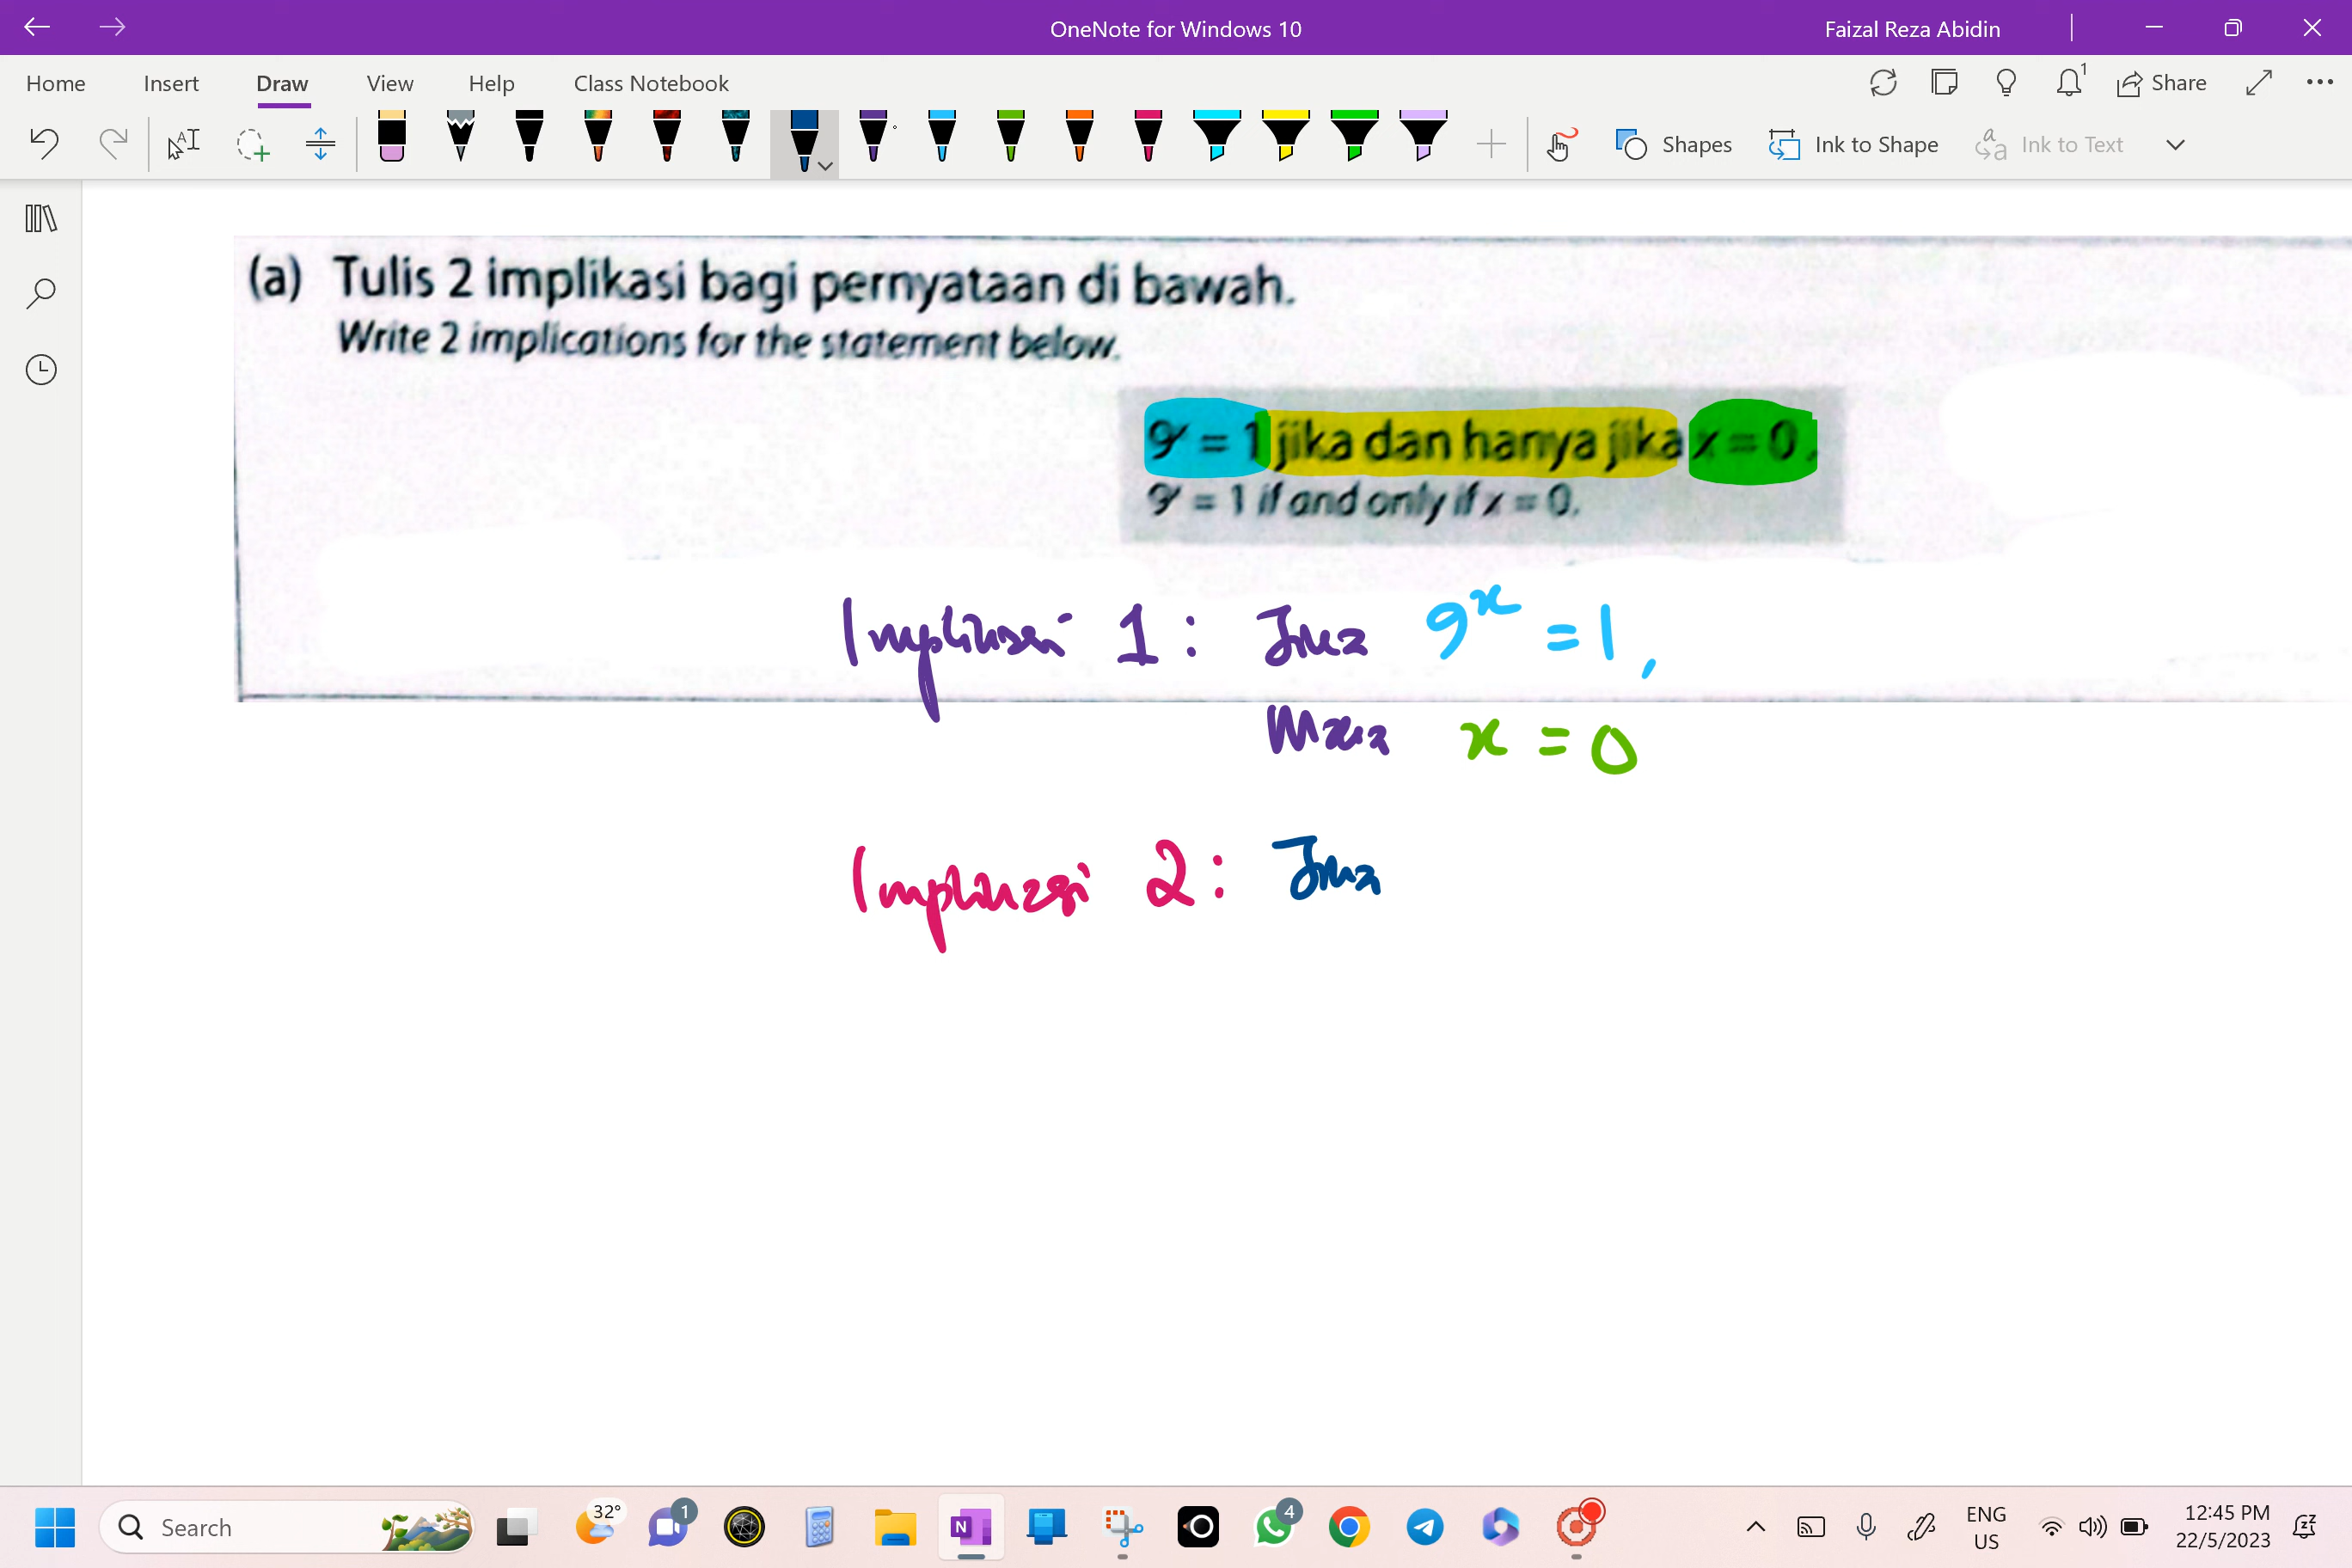 OneNote for Windows 10
Faizal Reza Abidin
Home Insert Draw View Help Class Notebook
1
Share
Shapes
Ink to Shape
Ink to Text
(a) Tulis 2 implikasi bagi pernyataan di bawah.
Write 2 implications for the statement below.
9ˣ = 1 jika dan hanya jika x = 0.
9ˣ = 1 if and only if x = 0.
Implikasi 1 : Jika 9ˣ = 1,
Maka x = 0
Implikasi 2 : Jika
Search
32°
1
4
ENG
US
12:45 PM
22/5/2023